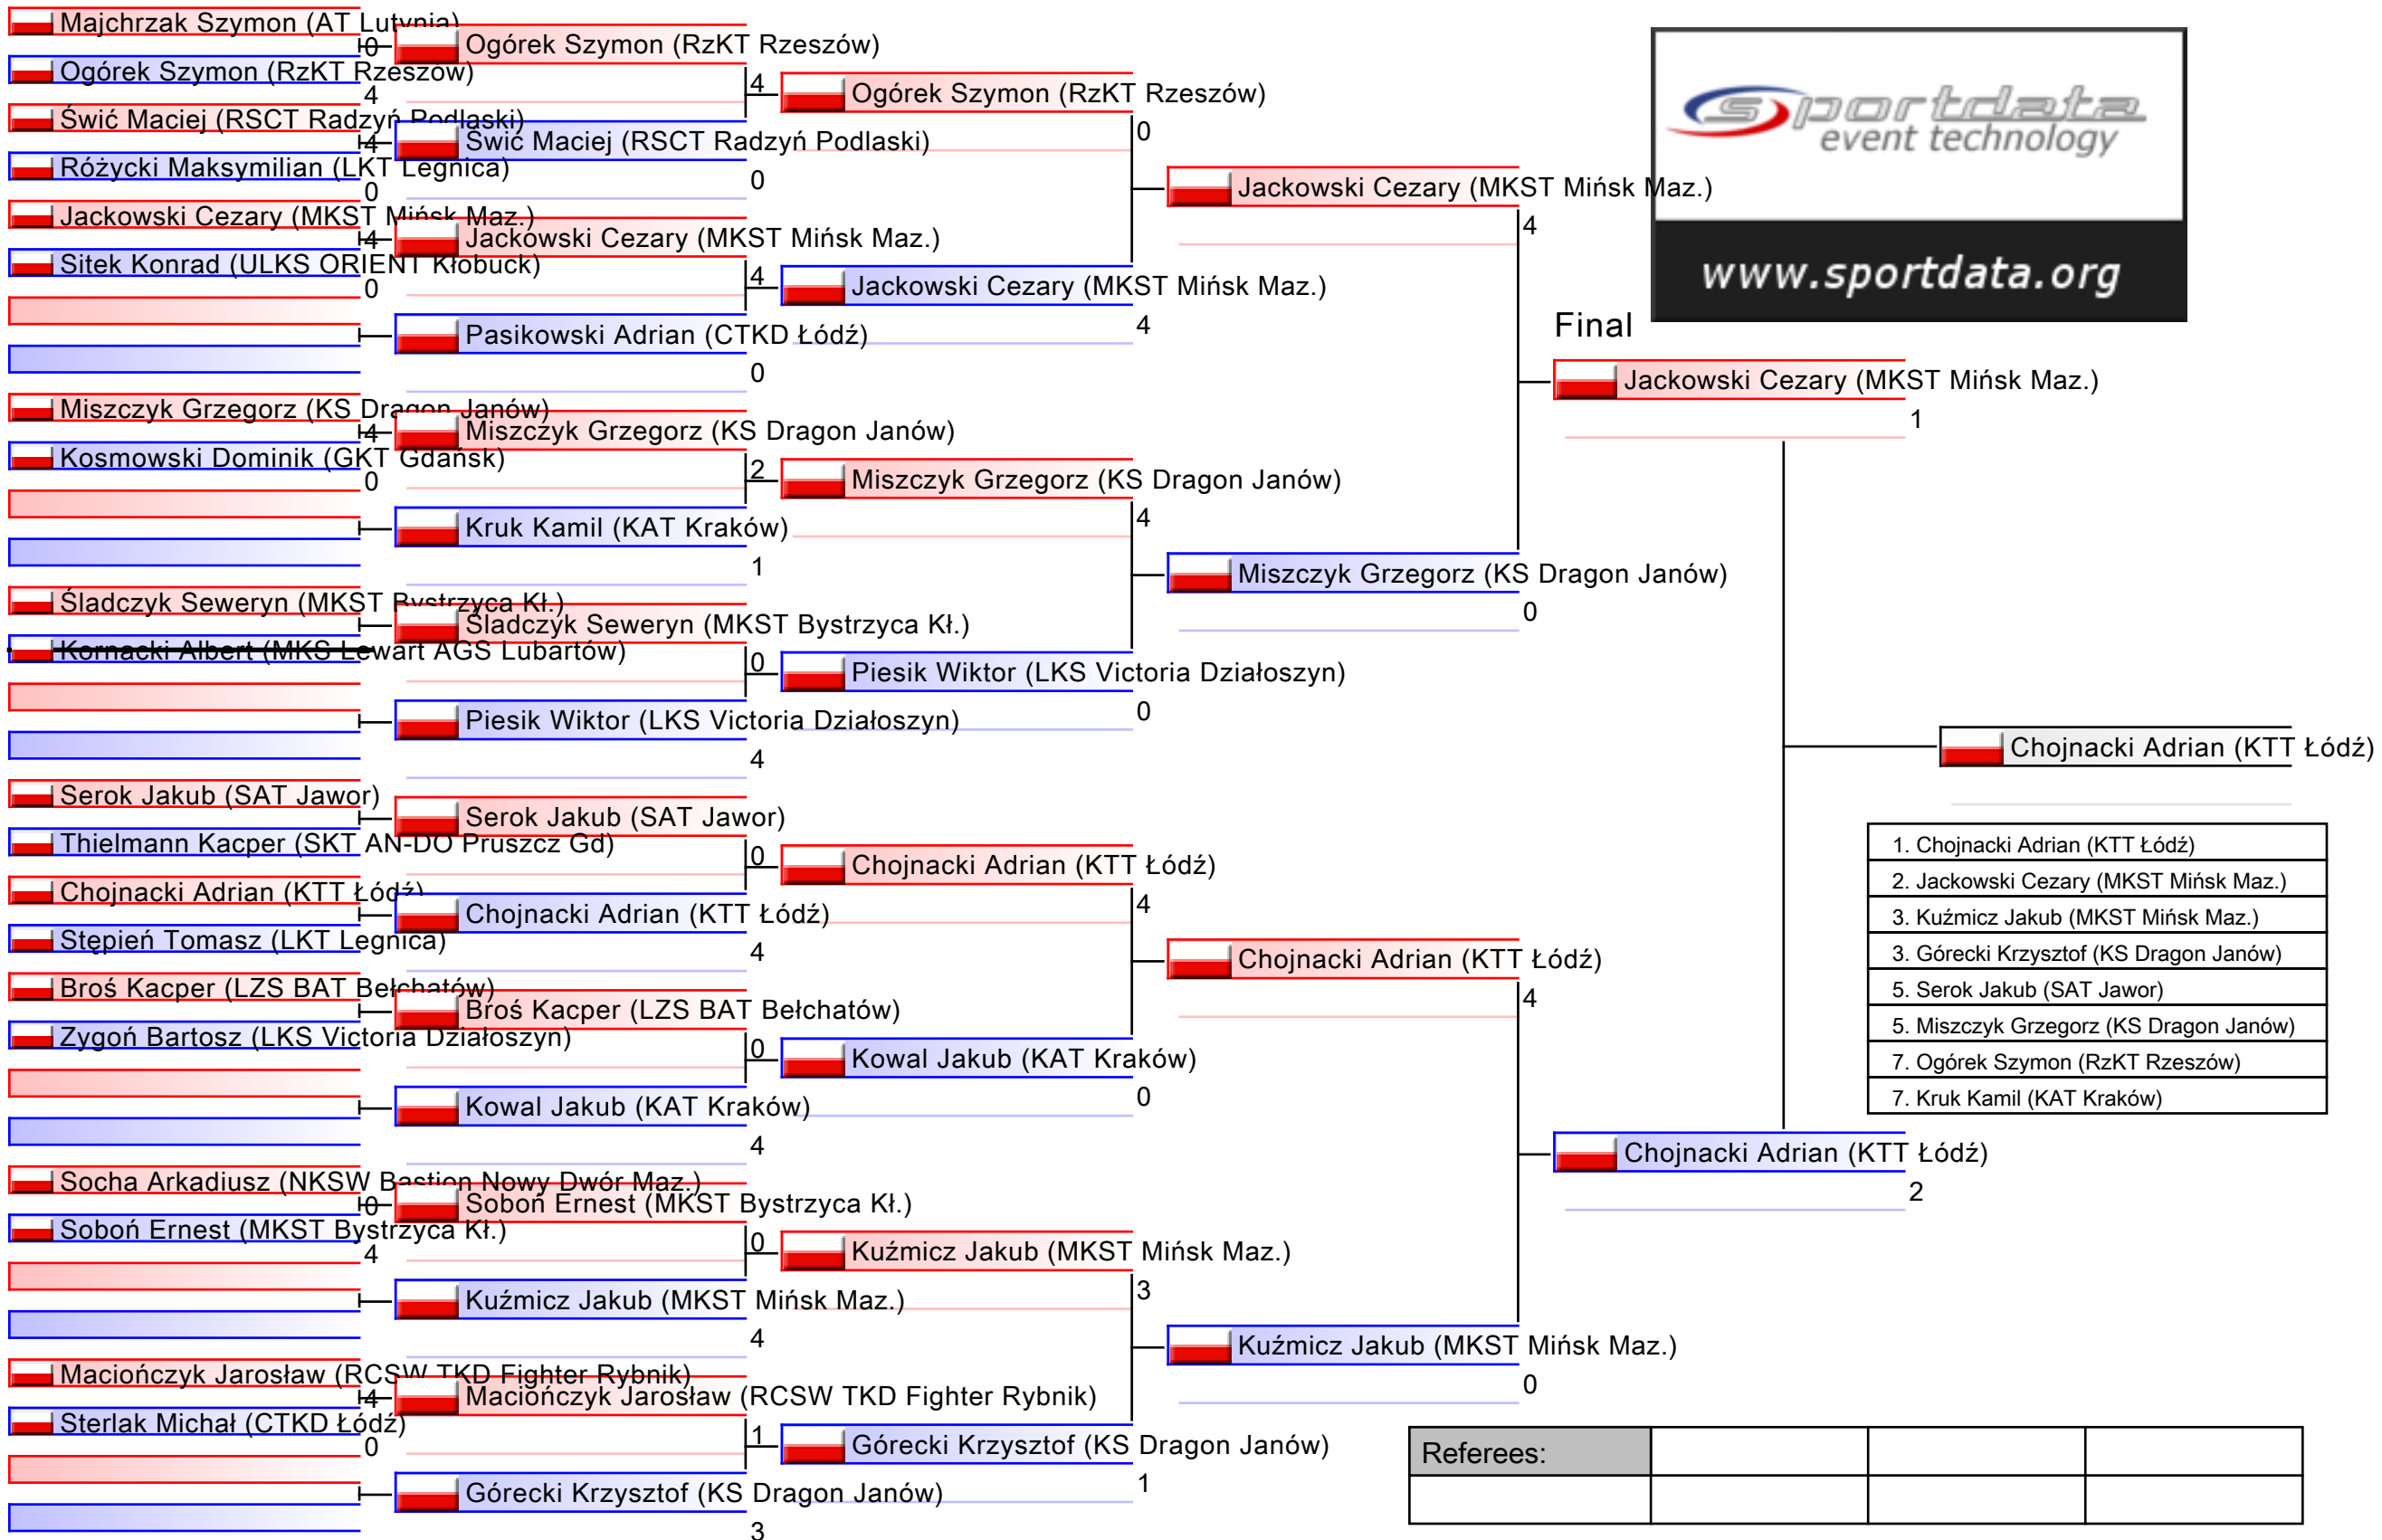 Majchrzak Szymon (AT Lutynia)
0
Ogórek Szymon (RzKT Rzeszów)
4
Świć Maciej (RSCT Radzyń Podlaski)
4
Różycki Maksymilian (LKT Legnica)
0
Jackowski Cezary (MKST Mińsk Maz.)
4
Sitek Konrad (ULKS ORIENT Kłobuck)
0
Miszczyk Grzegorz (KS Dragon Janów)
4
Kosmowski Dominik (GKT Gdańsk)
0
Śladczyk Seweryn (MKST Bystrzyca Kł.)
Kornacki Albert (MKS Lewart AGS Lubartów)
Serok Jakub (SAT Jawor)
Thielmann Kacper (SKT AN-DO Pruszcz Gd)
Chojnacki Adrian (KTT Łódź)
Stępień Tomasz (LKT Legnica)
Broś Kacper (LZS BAT Bełchatów)
Zygoń Bartosz (LKS Victoria Działoszyn)
Socha Arkadiusz (NKSW Bastion Nowy Dwór Maz.)
0
Soboń Ernest (MKST Bystrzyca Kł.)
4
Maciończyk Jarosław (RCSW TKD Fighter Rybnik)
4
Sterlak Michał (CTKD Łódź)
0
Ogórek Szymon (RzKT Rzeszów)
4
Świć Maciej (RSCT Radzyń Podlaski)
0
Jackowski Cezary (MKST Mińsk Maz.)
4
Pasikowski Adrian (CTKD Łódź)
0
Miszczyk Grzegorz (KS Dragon Janów)
2
Kruk Kamil (KAT Kraków)
1
Śladczyk Seweryn (MKST Bystrzyca Kł.)
0
Piesik Wiktor (LKS Victoria Działoszyn)
4
Serok Jakub (SAT Jawor)
0
Chojnacki Adrian (KTT Łódź)
4
Broś Kacper (LZS BAT Bełchatów)
0
Kowal Jakub (KAT Kraków)
4
Soboń Ernest (MKST Bystrzyca Kł.)
0
Kuźmicz Jakub (MKST Mińsk Maz.)
4
Maciończyk Jarosław (RCSW TKD Fighter Rybnik)
1
Górecki Krzysztof (KS Dragon Janów)
3
Ogórek Szymon (RzKT Rzeszów)
0
Jackowski Cezary (MKST Mińsk Maz.)
4
Miszczyk Grzegorz (KS Dragon Janów)
4
Piesik Wiktor (LKS Victoria Działoszyn)
0
Chojnacki Adrian (KTT Łódź)
4
Kowal Jakub (KAT Kraków)
0
Kuźmicz Jakub (MKST Mińsk Maz.)
3
Górecki Krzysztof (KS Dragon Janów)
1
Jackowski Cezary (MKST Mińsk Maz.)
4
Miszczyk Grzegorz (KS Dragon Janów)
0
Chojnacki Adrian (KTT Łódź)
4
Kuźmicz Jakub (MKST Mińsk Maz.)
0
sportdata
event technology
www.sportdata.org
Final
Jackowski Cezary (MKST Mińsk Maz.)
1
Chojnacki Adrian (KTT Łódź)
2
Chojnacki Adrian (KTT Łódź)
1. Chojnacki Adrian (KTT Łódź)
2. Jackowski Cezary (MKST Mińsk Maz.)
3. Kuźmicz Jakub (MKST Mińsk Maz.)
3. Górecki Krzysztof (KS Dragon Janów)
5. Serok Jakub (SAT Jawor)
5. Miszczyk Grzegorz (KS Dragon Janów)
7. Ogórek Szymon (RzKT Rzeszów)
7. Kruk Kamil (KAT Kraków)
Referees: